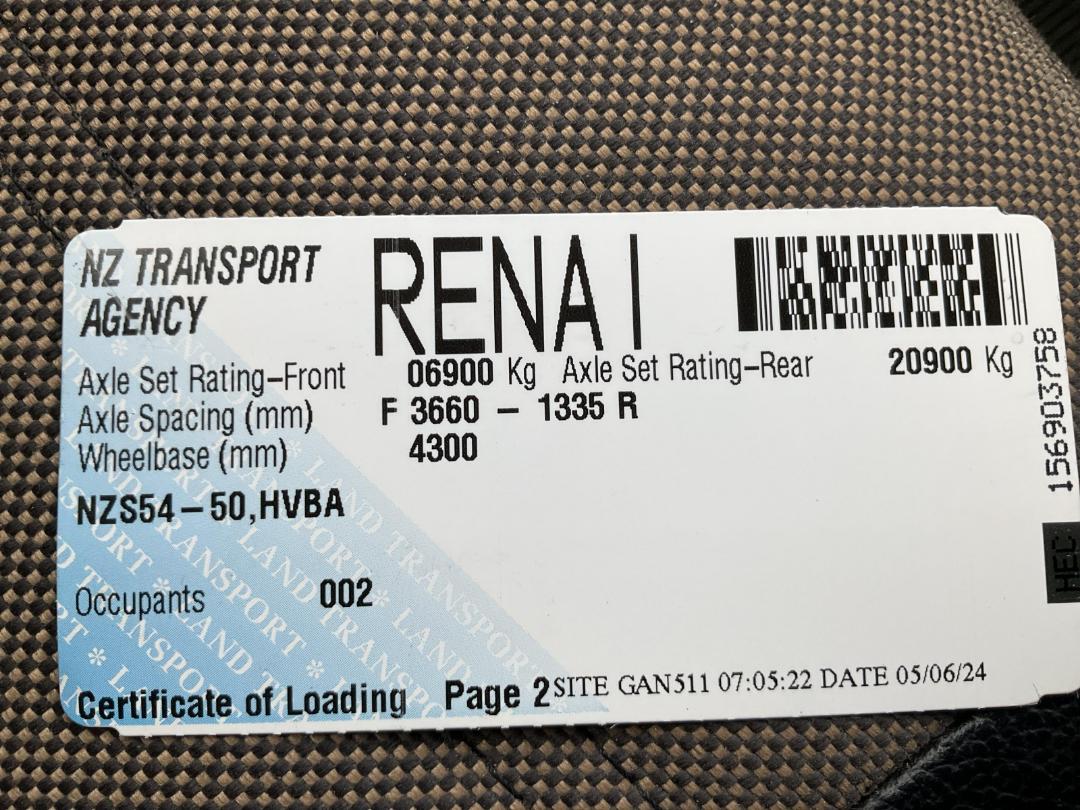 NZ TRANSPORT
AGENCY
RENA I
Axle Set Rating-Front 06900 Kg Axle Set Rating-Rear 20900 Kg
Axle Spacing (mm) F 3660 - 1335 R
Wheelbase (mm) 4300
NZS54-50,HVBA
Occupants 002
Certificate of Loading Page 2 SITE GAN511 07:05:22 DATE 05/06/24
156903758
HEC
LAND TRANSPORT * LAND TRANSPORT